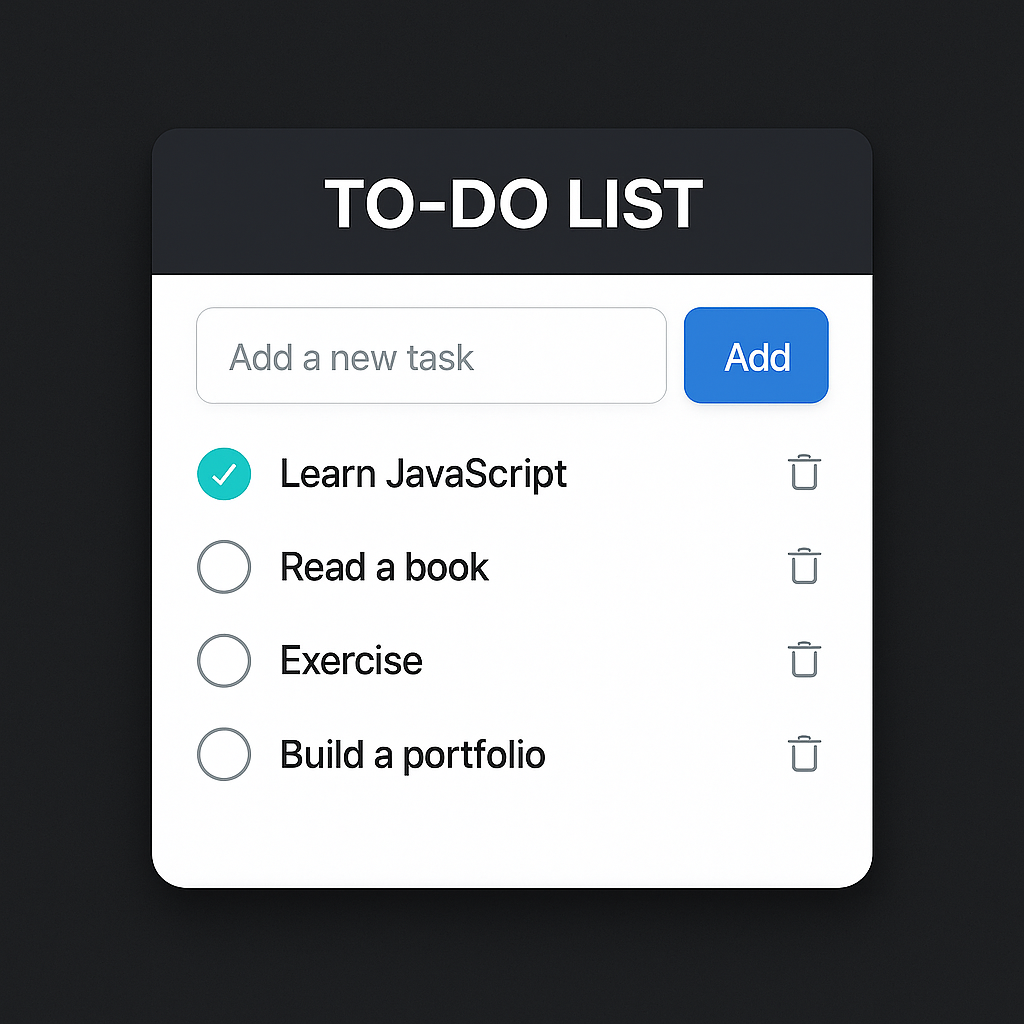 TO-DO LIST
Add a new task
Add
Learn JavaScript
Read a book
Exercise
Build a portfolio